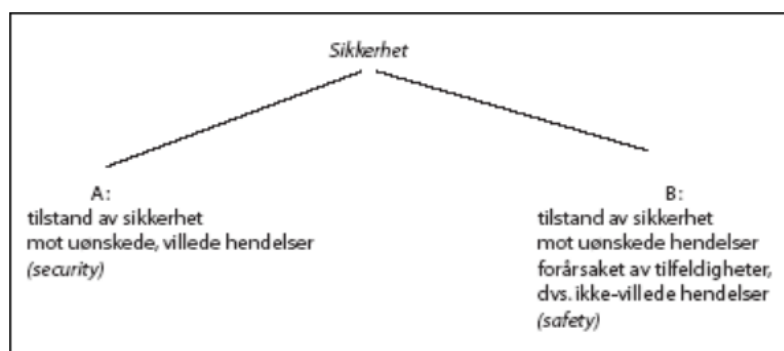 Sikkerhet
A:
tilstand av sikkerhet
mot uønskede, villede hendelser
(security)
B:
tilstand av sikkerhet
mot uønskede hendelser
forårsaket av tilfeldigheter,
dvs. ikke-villede hendelser
(safety)